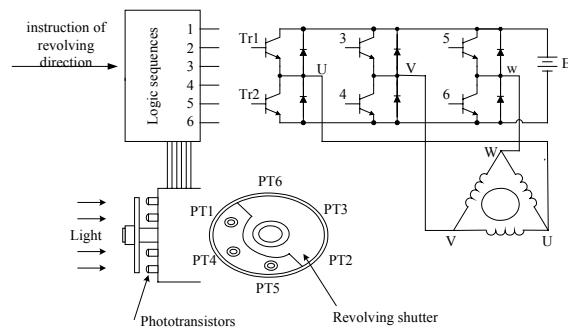 instruction of
revolving
direction
Logic sequences
1
2
3
4
5
6
Tr1
3
5
E
U
V
w
Tr2
4
6
W
V
U
PT6
PT1
PT3
PT4
PT2
PT5
Light
Phototransistors
Revolving shutter